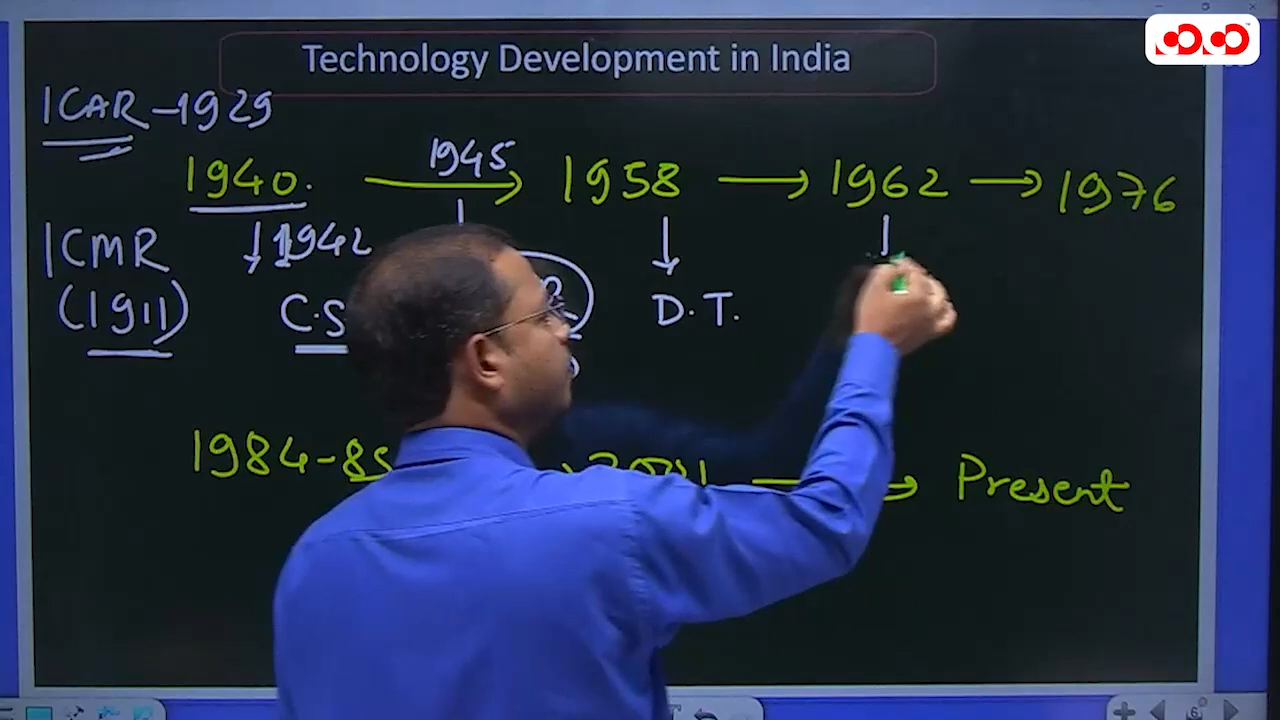 Technology Development in India
ICAR-1929
1940. → 1945 1958 → 1962 → 1976
ICMR 1942
(1911) C.S D.T.
1984-85 → Present